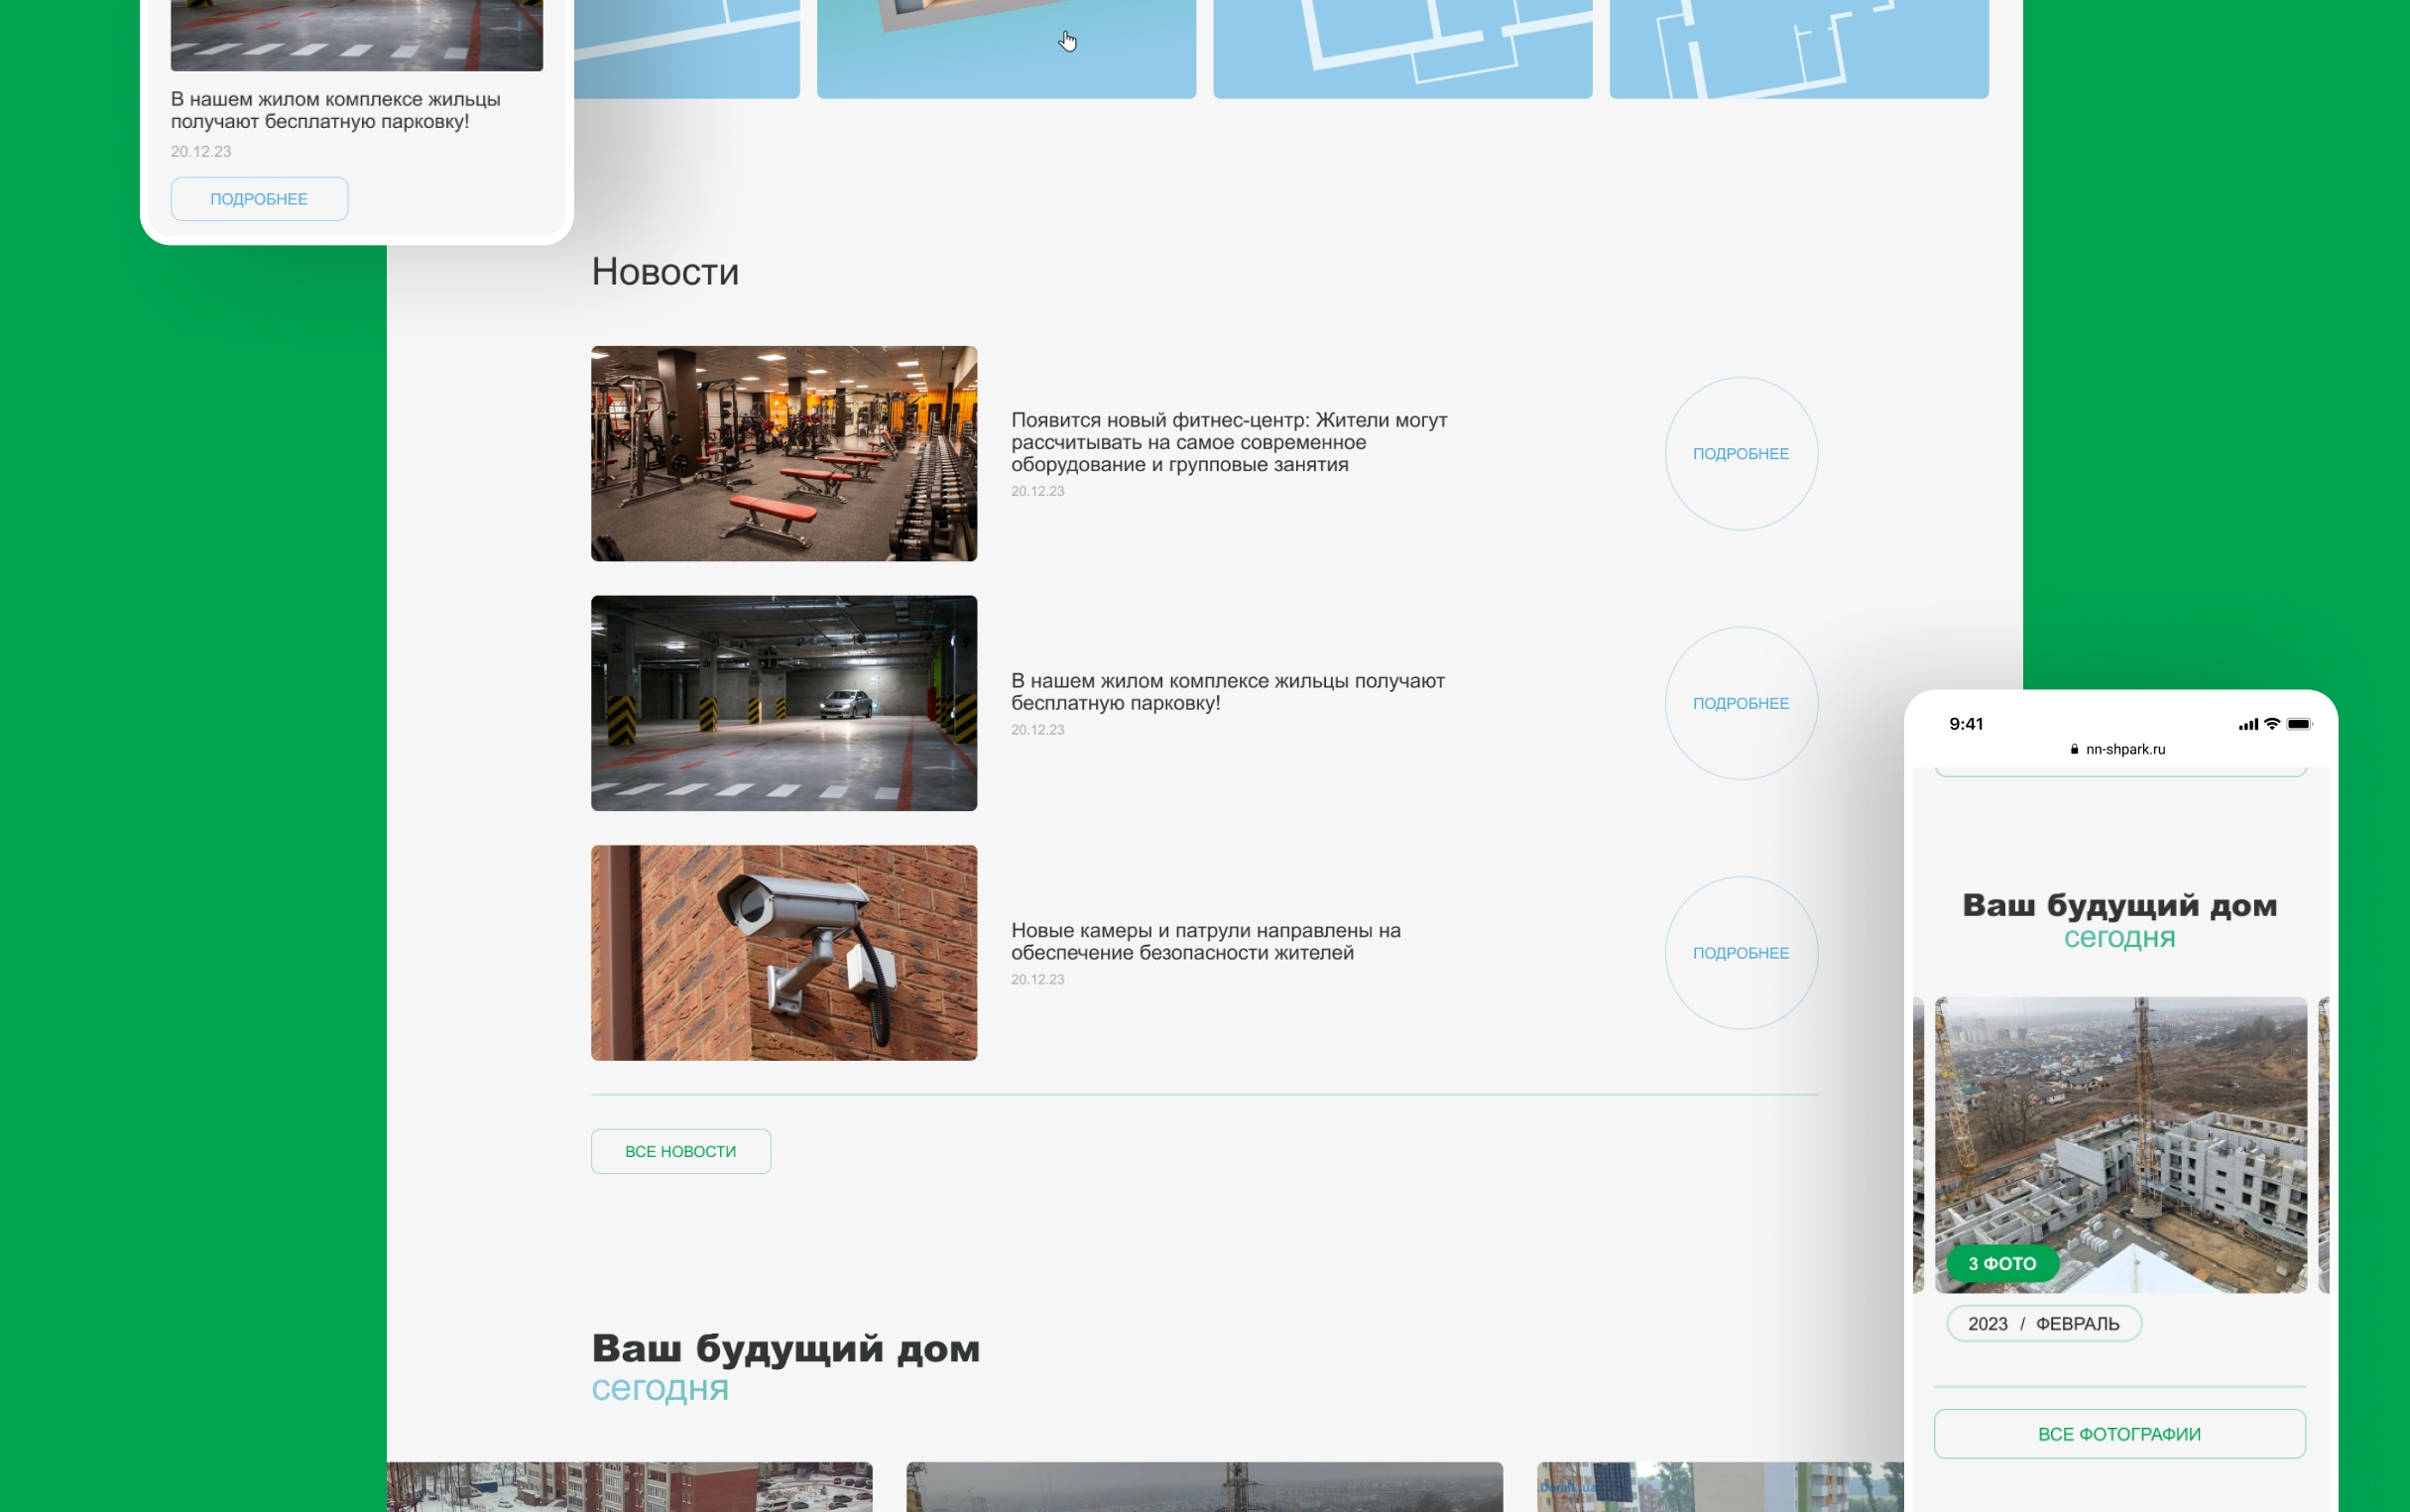 В нашем жилом комплексе жильцы
получают бесплатную парковку!
20.12.23
ПОДРОБНЕЕ
Новости
Появится новый фитнес-центр: Жители могут
рассчитывать на самое современное
оборудование и групповые занятия
20.12.23
ПОДРОБНЕЕ
В нашем жилом комплексе жильцы получают
бесплатную парковку!
20.12.23
ПОДРОБНЕЕ
Новые камеры и патрули направлены на
обеспечение безопасности жителей
20.12.23
ПОДРОБНЕЕ
ВСЕ НОВОСТИ
Ваш будущий дом
сегодня
9:41
nn-shpark.ru
Ваш будущий дом
сегодня
3 ФОТО
2023 / ФЕВРАЛЬ
ВСЕ ФОТОГРАФИИ